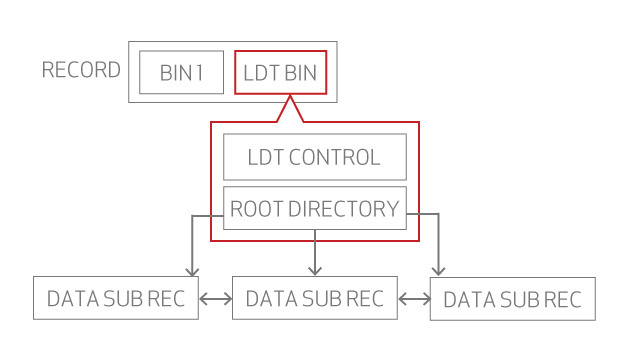 RECORD
BIN 1
LDT BIN
LDT CONTROL
ROOT DIRECTORY
DATA SUB REC
DATA SUB REC
DATA SUB REC